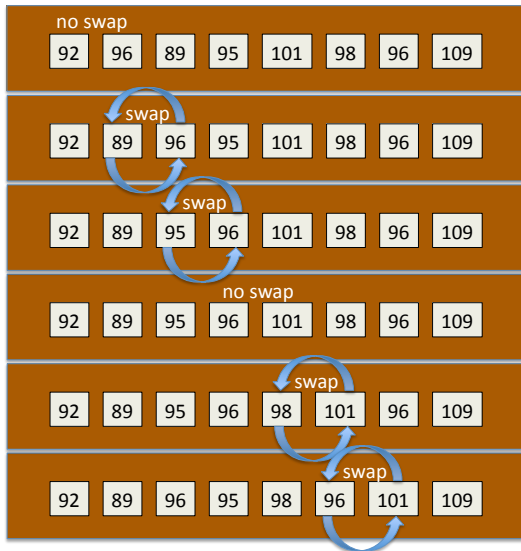 no swap
92 96 89 95 101 98 96 109
swap
92 89 96 95 101 98 96 109
swap
92 89 95 96 101 98 96 109
no swap
92 89 95 96 101 98 96 109
swap
92 89 95 96 98 101 96 109
swap
92 89 96 95 98 96 101 109